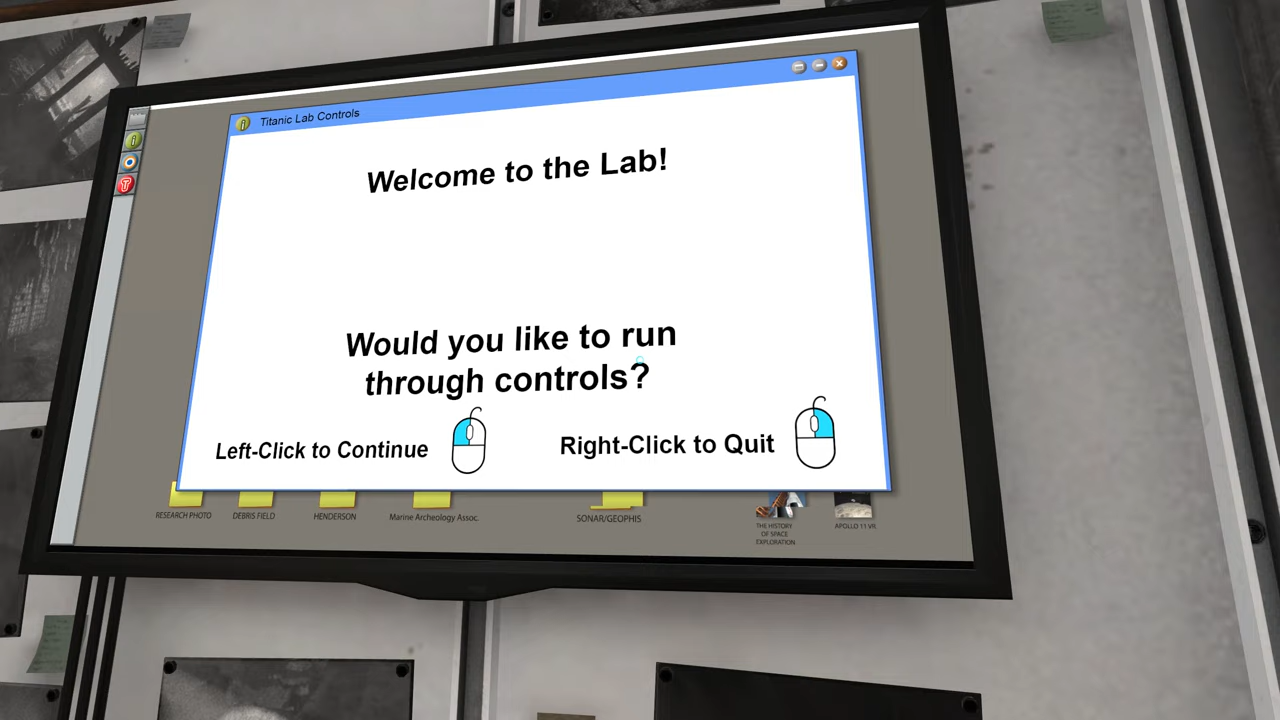 Titanic Lab Controls
Welcome to the Lab!
Would you like to run
through controls?
Left-Click to Continue
Right-Click to Quit
RESEARCH PHOTO
DEBRIS FIELD
HENDERSON
Marine Archeology Assoc.
SONAR/GEOPHIS
THE HISTORY
OF SPACE
EXPLORATION
APOLLO 11 VR